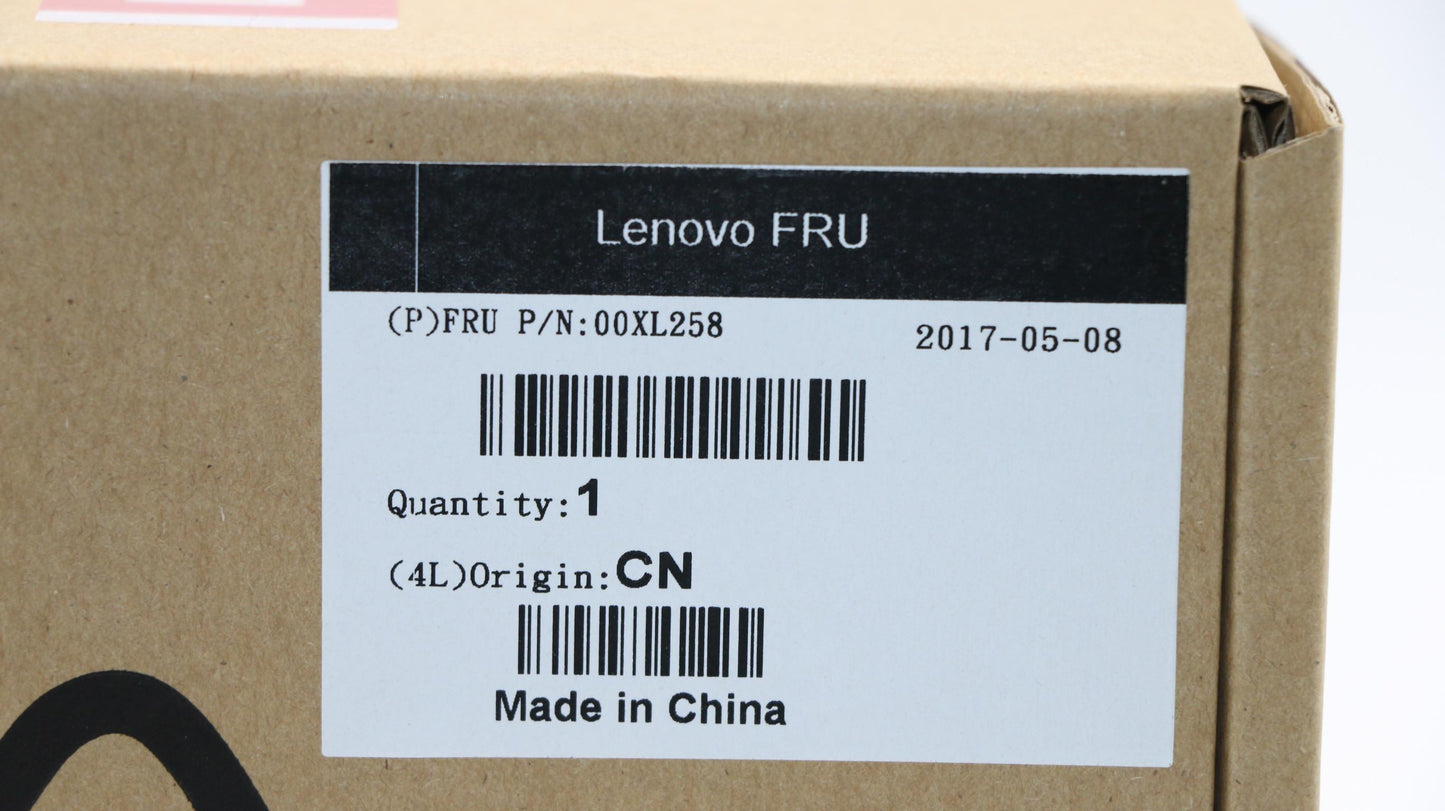 Lenovo FRU
(P)FRU P/N:00XL258
2017-05-08
Quantity:1
(4L)Origin:CN
Made in China